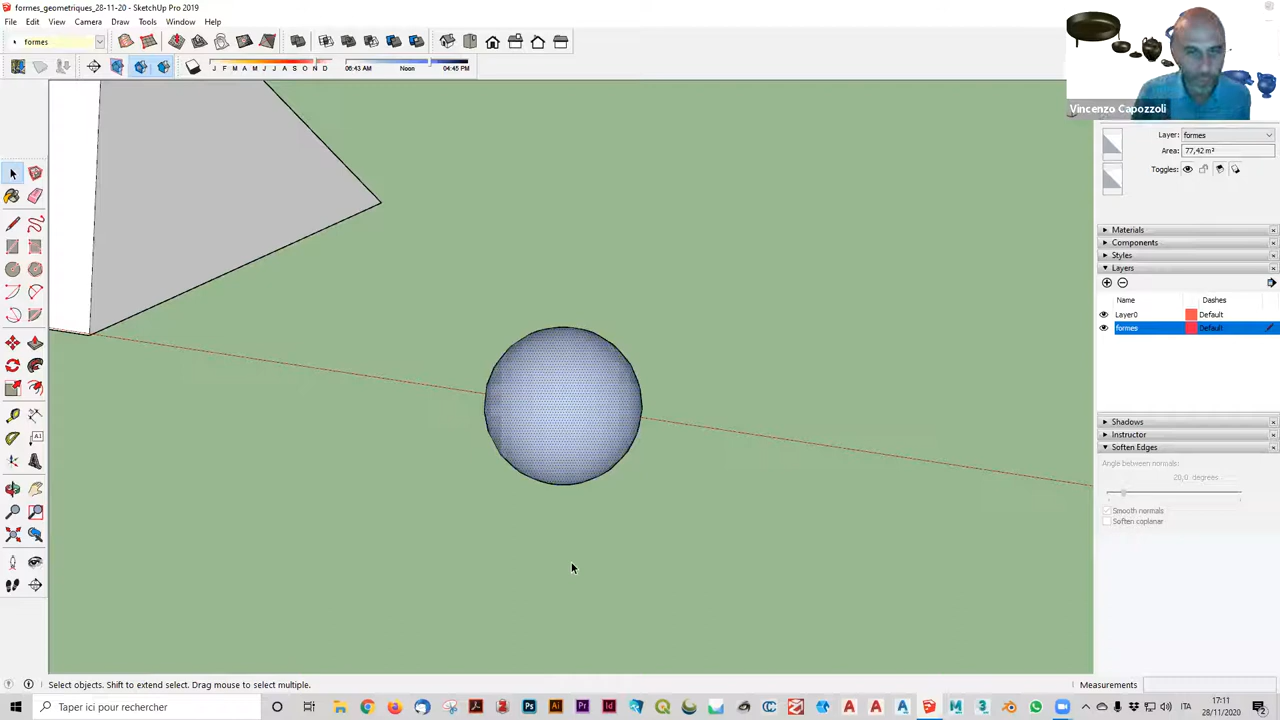 formes_geometriques_28-11-20 - SketchUp Pro 2019
File Edit View Camera Draw Tools Window Help
formes
J F M A M J J A S O N D
06:43 AM Noon 04:45 PM
Vincenzo Capozzoli
Layer: formes
Area: 77,42 m²
Toggles:
Materials
Components
Styles
Layers
Name Dashes
Layer0 Default
formes Default
Shadows
Instructor
Soften Edges
Angle between normals:
20,0 degrees
Smooth normals
Soften coplanar
Select objects. Shift to extend select. Drag mouse to select multiple.
Measurements
Taper ici pour rechercher
ITA
17:11
28/11/2020